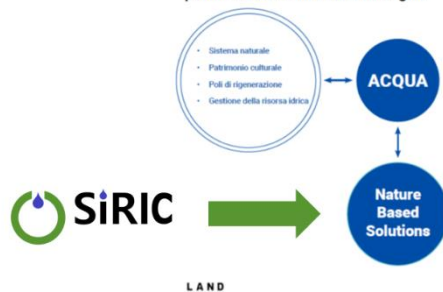 • Sistema naturale
• Patrimonio culturale
• Poli di rigenerazione
• Gestione della risorsa idrica
ACQUA
SiRIC
Nature
Based
Solutions
LAND